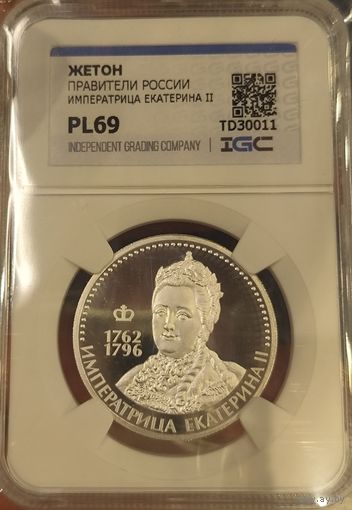 ЖЕТОН
ПРАВИТЕЛИ РОССИИ
ИМПЕРАТРИЦА ЕКАТЕРИНА II
PL69
TD30011
INDEPENDENT GRADING COMPANY
IGC
1762
1796
ИМПЕРАТРИЦА ЕКАТЕРИНА II